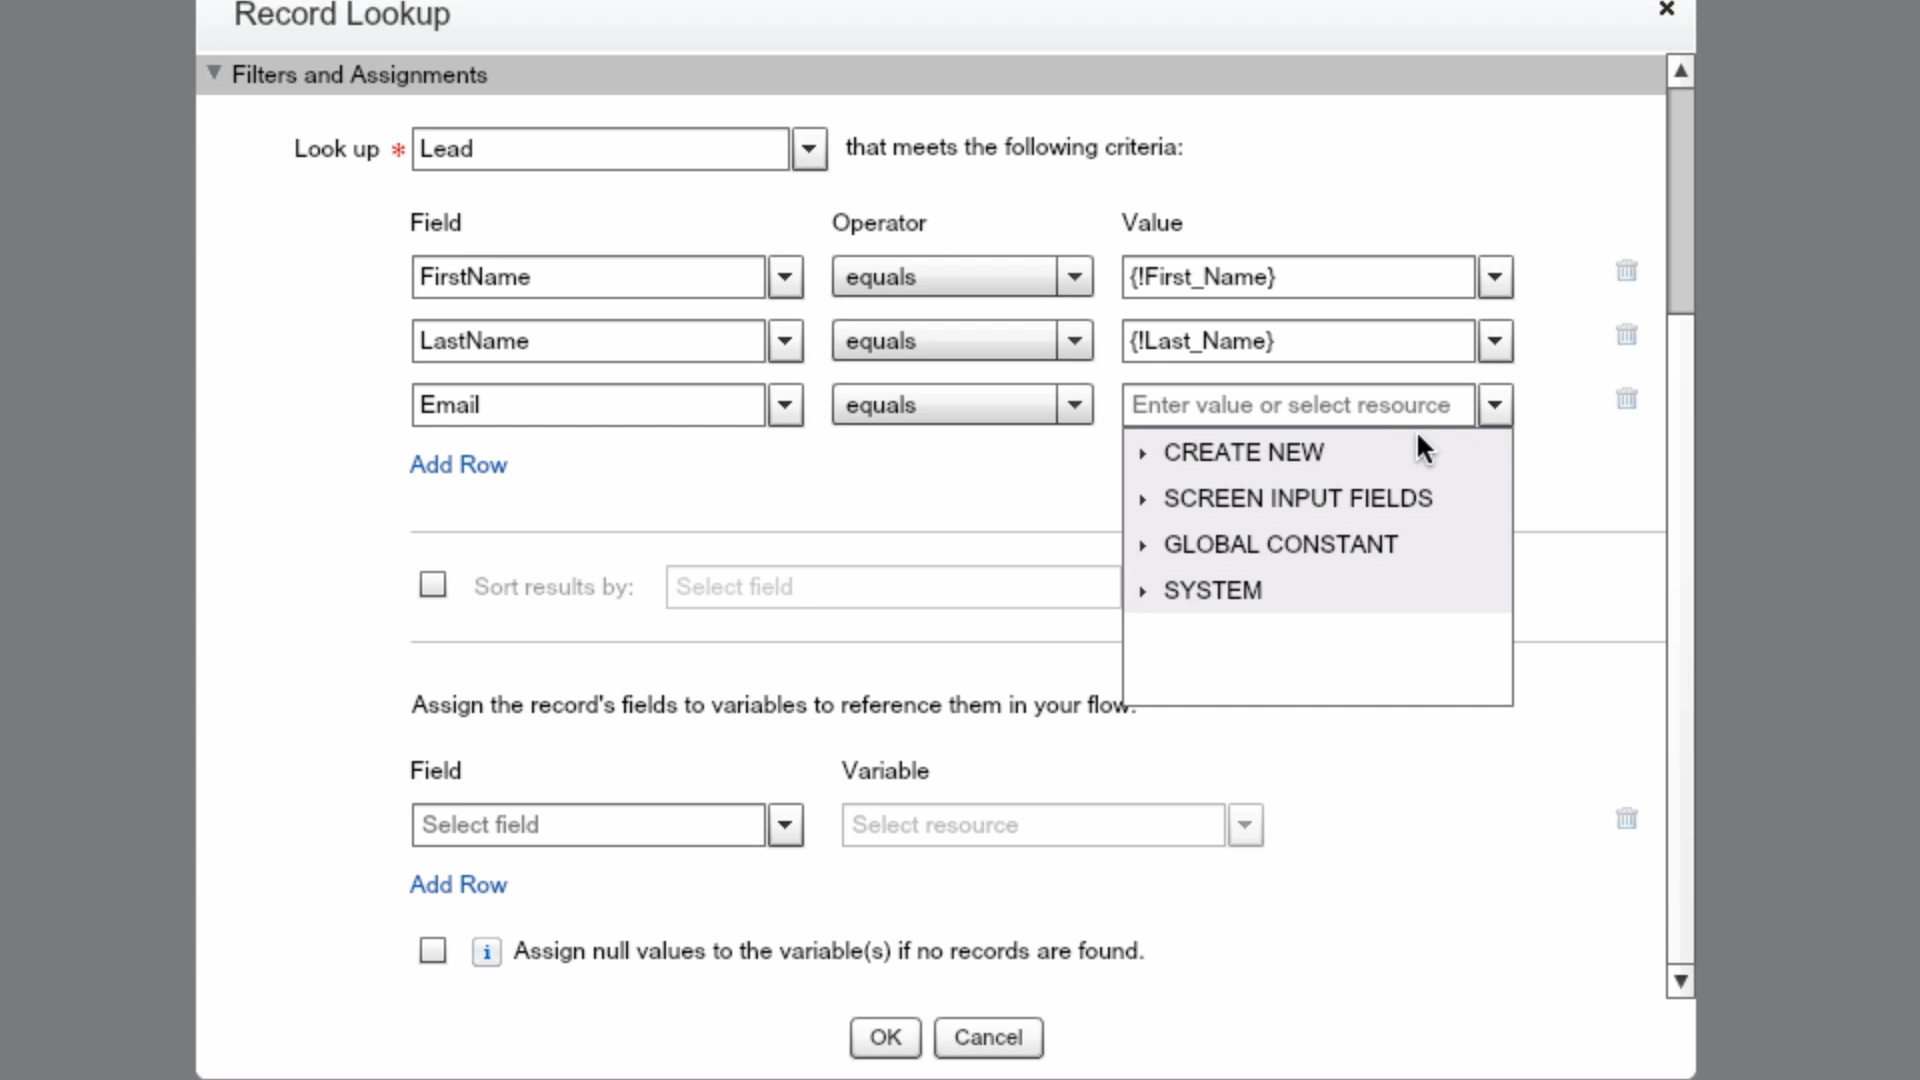 Record Lookup
Filters and Assignments
Look up * Lead that meets the following criteria:
Field Operator Value
FirstName equals {!First_Name}
LastName equals {!Last_Name}
Email equals Enter value or select resource
CREATE NEW
Add Row
SCREEN INPUT FIELDS
GLOBAL CONSTANT
Sort results by: Select field
SYSTEM
Assign the record's fields to variables to reference them in your flow.
Field Variable
Select field Select resource
Add Row
i Assign null values to the variable(s) if no records are found.
OK Cancel